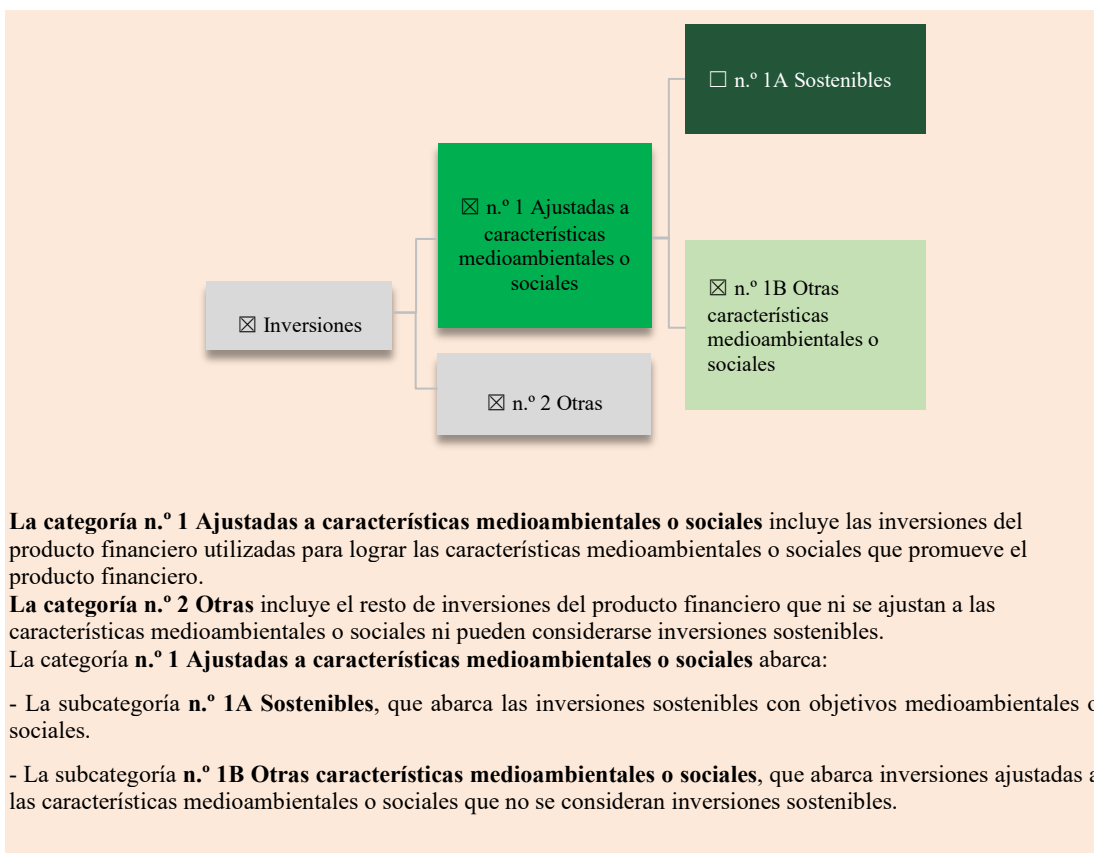 ☐ n.º 1A Sostenibles
☒ n.º 1 Ajustadas a
características
medioambientales o
sociales
☒ n.º 1B Otras
características
medioambientales o
sociales
☒ Inversiones
☒ n.º 2 Otras
La categoría n.º 1 Ajustadas a características medioambientales o sociales incluye las inversiones del
producto financiero utilizadas para lograr las características medioambientales o sociales que promueve el
producto financiero.
La categoría n.º 2 Otras incluye el resto de inversiones del producto financiero que ni se ajustan a las
características medioambientales o sociales ni pueden considerarse inversiones sostenibles.
La categoría n.º 1 Ajustadas a características medioambientales o sociales abarca:
- La subcategoría n.º 1A Sostenibles, que abarca las inversiones sostenibles con objetivos medioambientales o
sociales.
- La subcategoría n.º 1B Otras características medioambientales o sociales, que abarca inversiones ajustadas a
las características medioambientales o sociales que no se consideran inversiones sostenibles.